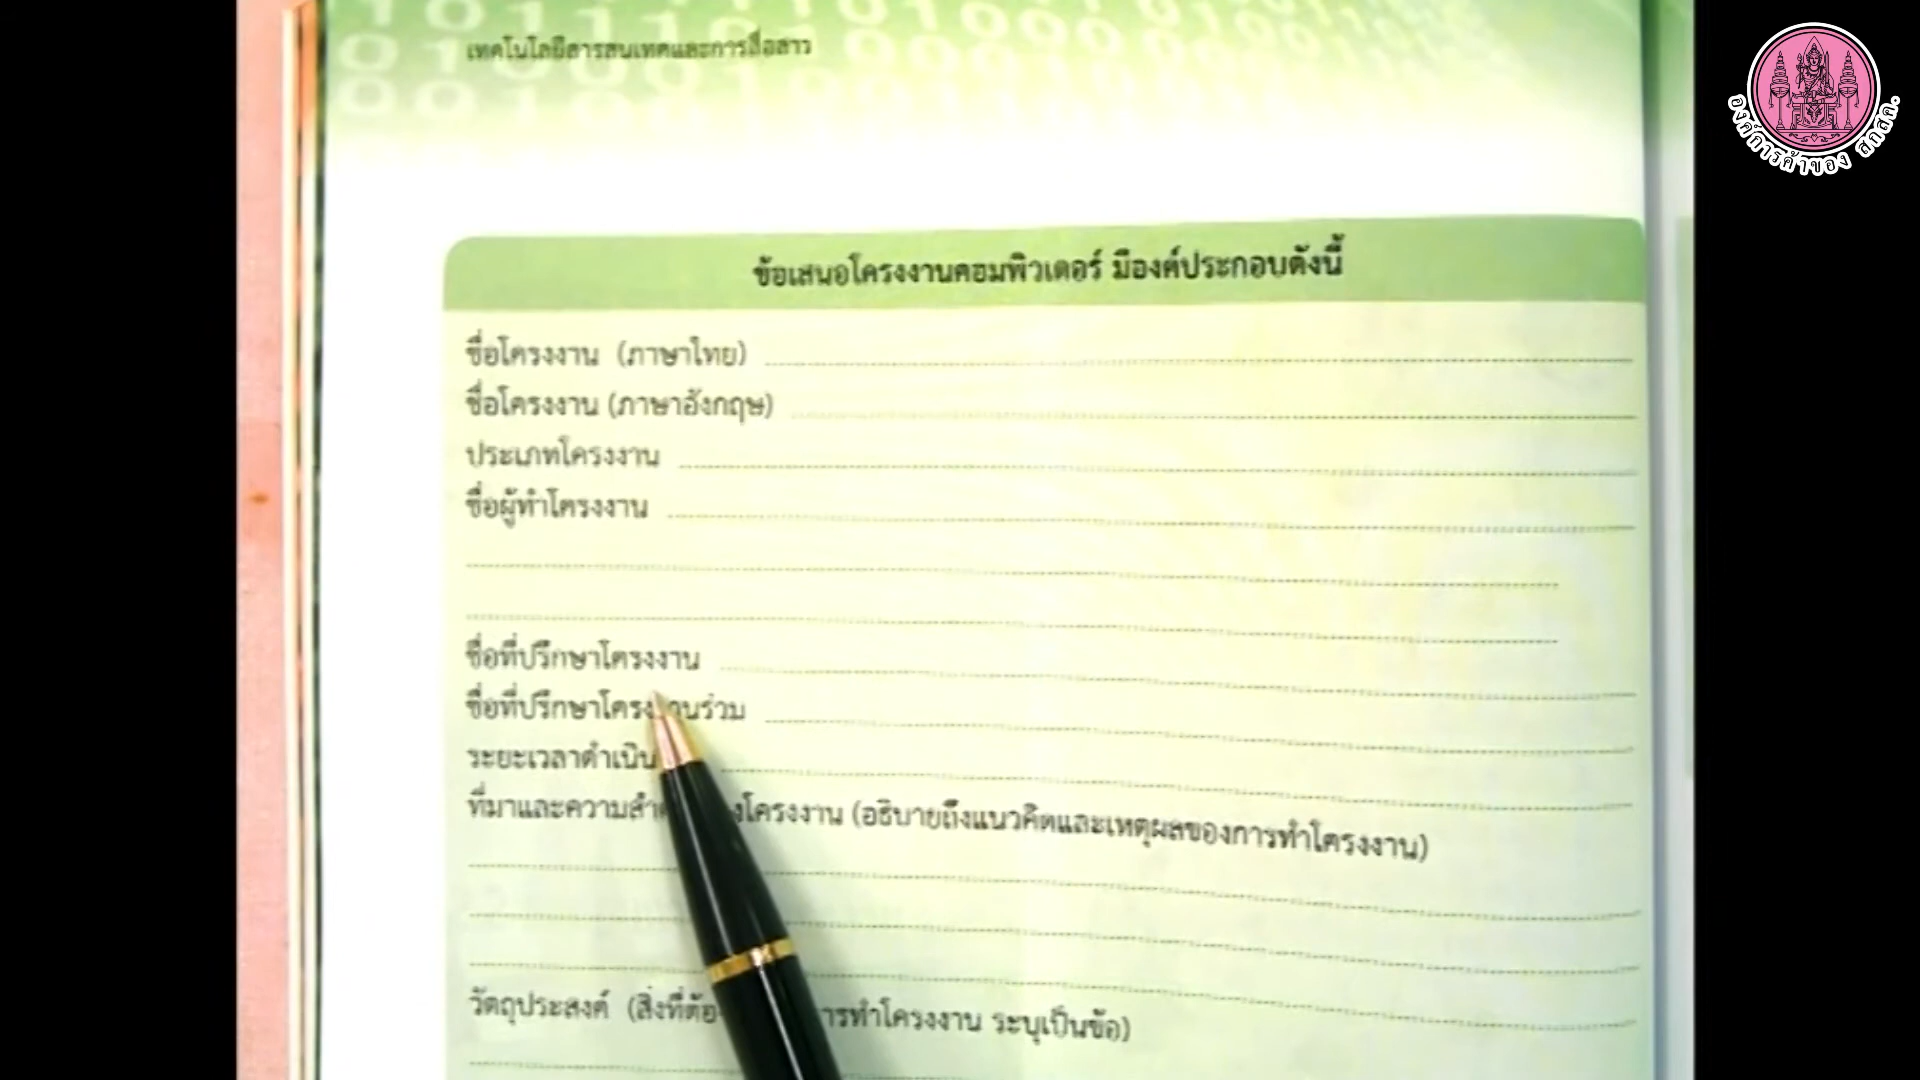 เทคโนโลยีสารสนเทศและการสื่อสาร
องค์การค้าของ สกสค.
ข้อเสนอโครงงานคอมพิวเตอร์ มีองค์ประกอบดังนี้
ชื่อโครงงาน (ภาษาไทย)
ชื่อโครงงาน (ภาษาอังกฤษ)
ประเภทโครงงาน
ชื่อผู้ทำโครงงาน
ชื่อที่ปรึกษาโครงงาน
ชื่อที่ปรึกษาโครงงานร่วม
ระยะเวลาดำเนิน
ที่มาและความสำ งโครงงาน (อธิบายถึงแนวคิดและเหตุผลของการทำโครงงาน)
วัตถุประสงค์ (สิ่งที่ต้อ ารทำโครงงาน ระบุเป็นข้อ)